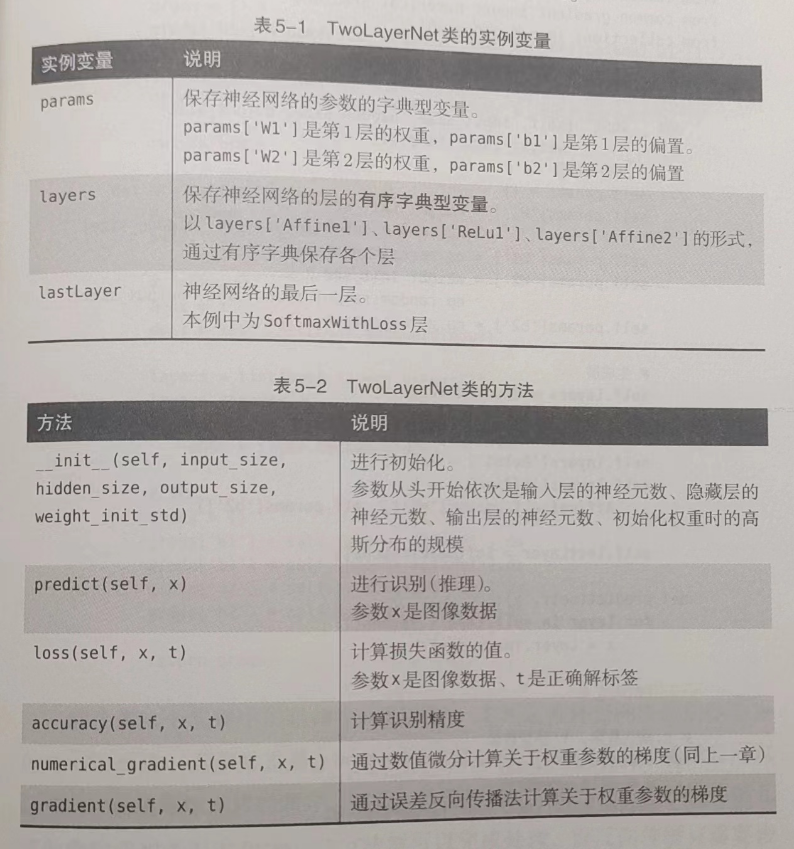 表5-1 TwoLayerNet类的实例变量
实例变量 说明
params 保存神经网络的参数的字典型变量。
params['W1']是第1层的权重，params['b1']是第1层的偏置。
params['W2']是第2层的权重，params['b2']是第2层的偏置
layers 保存神经网络的层的有序字典型变量。
以layers['Affine1']、layers['ReLu1']、layers['Affine2']的形式，
通过有序字典保存各个层
lastLayer 神经网络的最后一层。
本例中为SoftmaxWithLoss层
表5-2 TwoLayerNet类的方法
方法 说明
__init__(self, input_size, 进行初始化。
hidden_size, output_size, 参数从头开始依次是输入层的神经元数、隐藏层的
weight_init_std) 神经元数、输出层的神经元数、初始化权重时的高
斯分布的规模
predict(self, x) 进行识别(推理)。
参数x是图像数据
loss(self, x, t) 计算损失函数的值。
参数x是图像数据、t是正确解标签
accuracy(self, x, t) 计算识别精度
numerical_gradient(self, x, t) 通过数值微分计算关于权重参数的梯度(同上一章)
gradient(self, x, t) 通过误差反向传播法计算关于权重参数的梯度